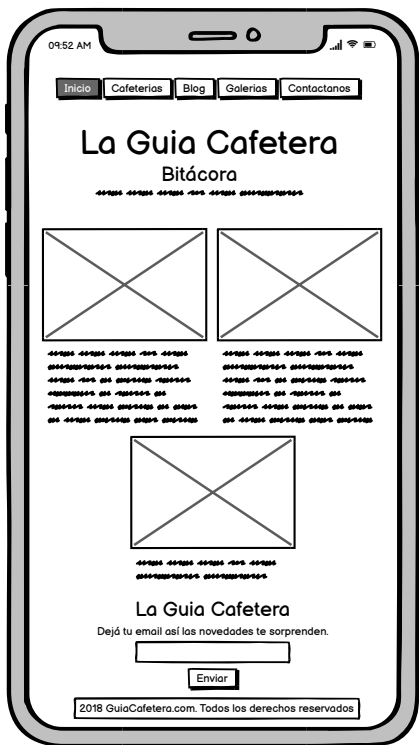 09:52 AM
Inicio Cafeterias Blog Galerias Contactanos
La Guia Cafetera
Bitácora
La Guia Cafetera
Dejá tu email así las novedades te sorprenden.
Enviar
2018 GuiaCafetera.com. Todos los derechos reservados